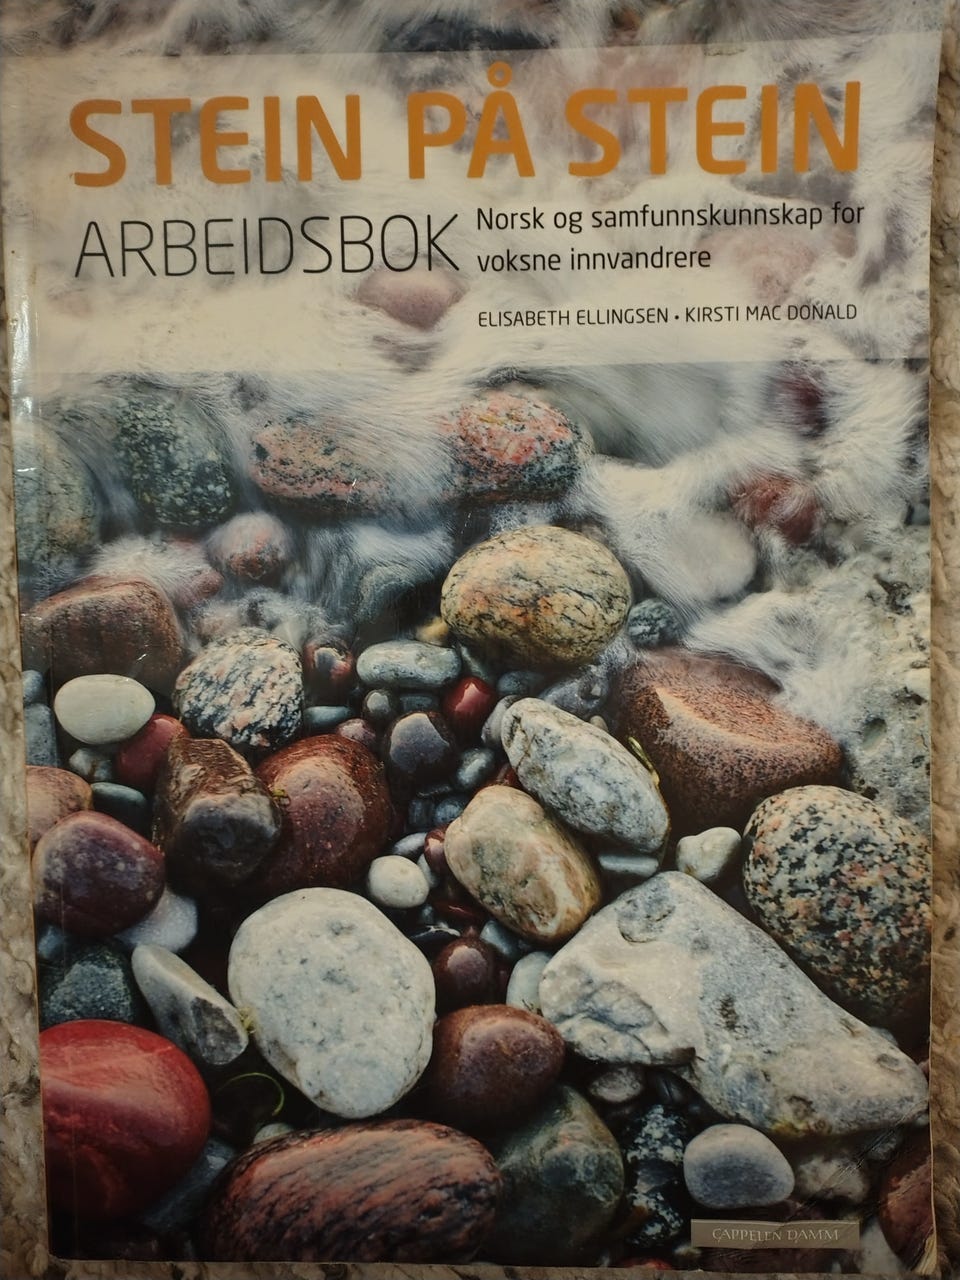 STEIN PÅ STEIN
ARBEIDSBOK
Norsk og samfunnskunnskap for
voksne innvandrere
ELISABETH ELLINGSEN • KIRSTI MAC DONALD
CAPPELEN DAMM